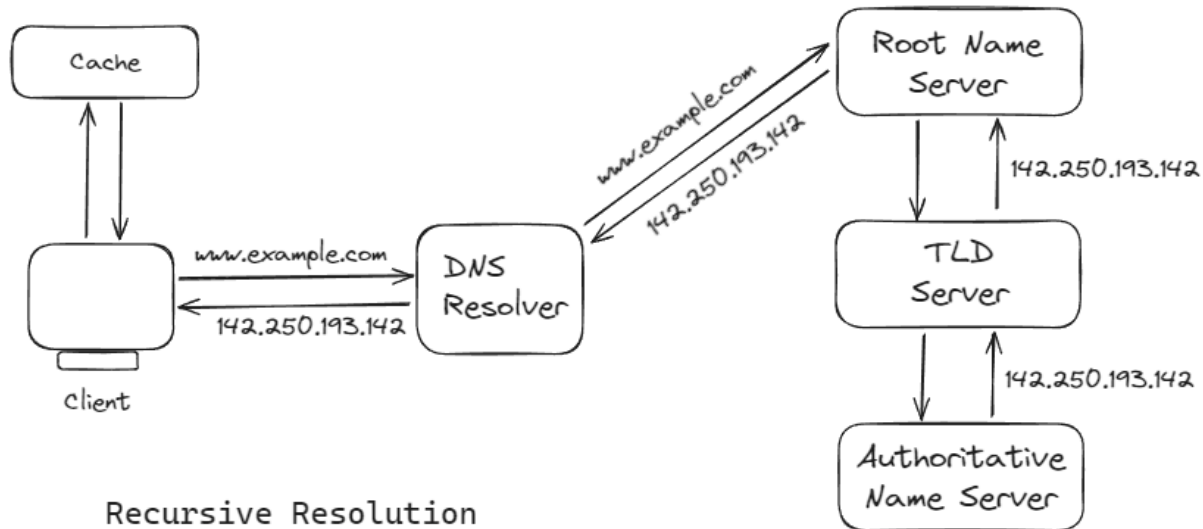 Cache
Client
www.example.com
142.250.193.142
DNS
Resolver
www.example.com
142.250.193.142
Root Name
Server
142.250.193.142
TLD
Server
142.250.193.142
Authoritative
Name Server
Recursive Resolution